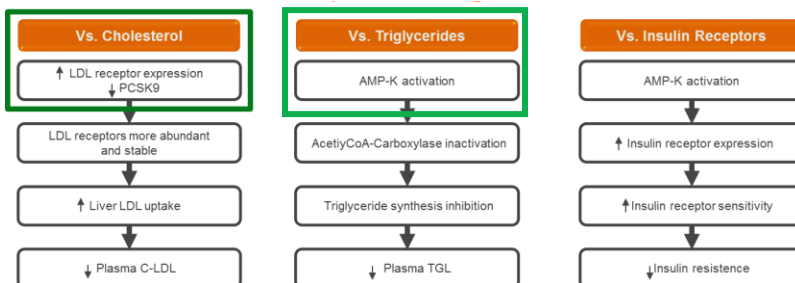 Vs. Cholesterol
↑ LDL receptor expression
↓ PCSK9
LDL receptors more abundant
and stable
↑ Liver LDL uptake
↓ Plasma C-LDL
Vs. Triglycerides
AMP-K activation
AcetiyCoA-Carboxylase inactivation
Triglyceride synthesis inhibition
↓ Plasma TGL
Vs. Insulin Receptors
AMP-K activation
↑ Insulin receptor expression
↑Insulin receptor sensitivity
↓Insulin resistence